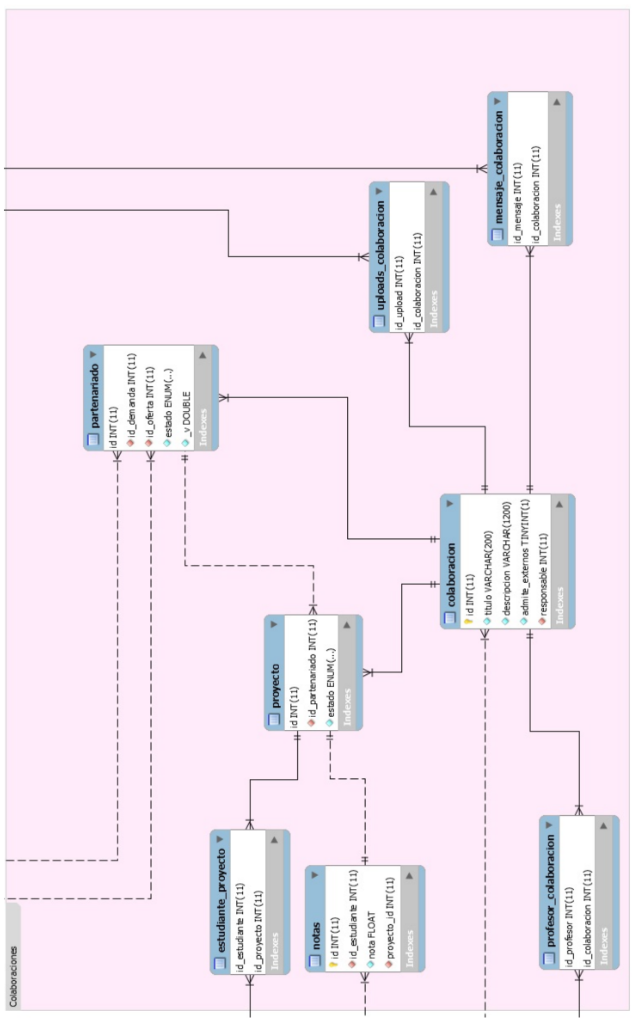 Colaboraciones
partenariado
id INT(11)
id_demanda INT(11)
id_oferta INT(11)
estado ENUM(...)
_v DOUBLE
Indexes
estudiante_proyecto
id_estudiante INT(11)
id_proyecto INT(11)
Indexes
proyecto
id INT(11)
id_partenariado INT(11)
estado ENUM(...)
Indexes
notas
id INT(11)
id_estudiante INT(11)
nota FLOAT
proyecto_id INT(11)
Indexes
uploads_colaboracion
id_upload INT(11)
id_colaboracion INT(11)
Indexes
colaboracion
id INT(11)
titulo VARCHAR(200)
descripcion VARCHAR(1200)
admite_externos TINYINT(1)
responsable INT(11)
Indexes
mensaje_colaboracion
id_mensaje INT(11)
id_colaboracion INT(11)
Indexes
profesor_colaboracion
id_profesor INT(11)
id_colaboracion INT(11)
Indexes